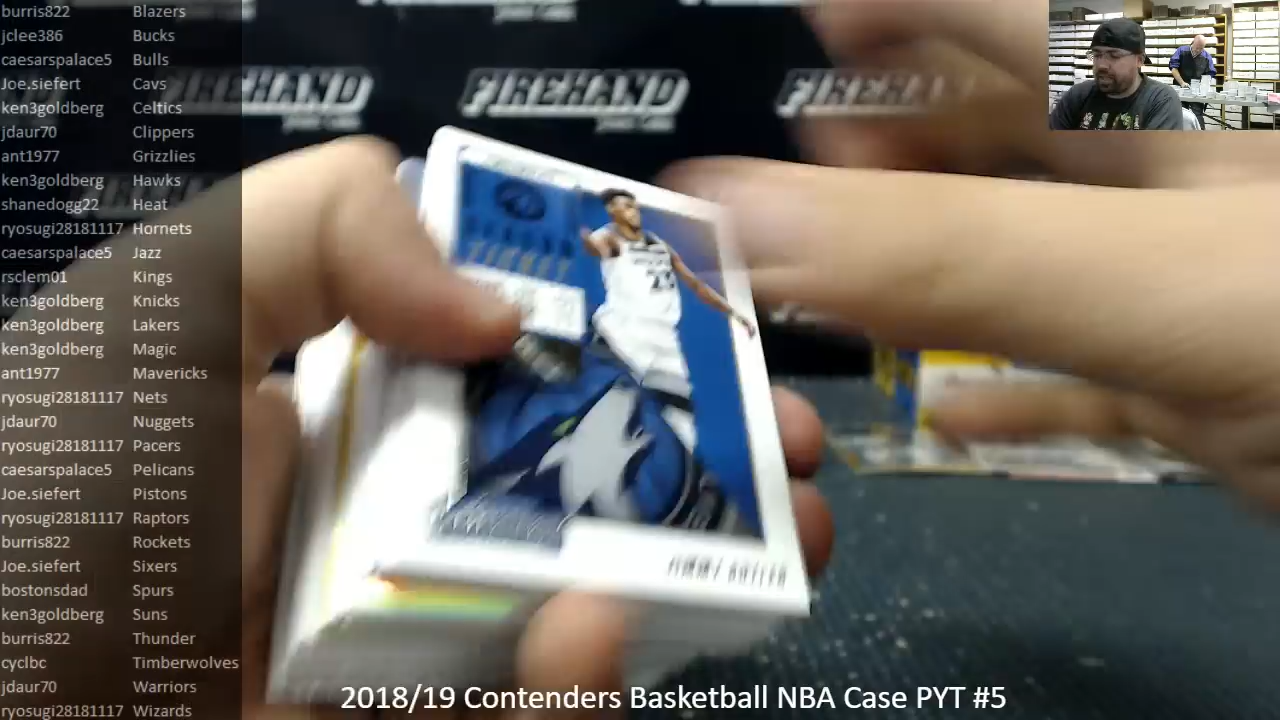 burris822 Blazers
jclee386 Bucks
caesarspalace5 Bulls
Joe.siefert Cavs
ken3goldberg Celtics
jdaur70 Clippers
ant1977 Grizzlies
ken3goldberg Hawks
shanedogg22 Heat
ryosugi28181117 Hornets
caesarspalace5 Jazz
rsclem01 Kings
ken3goldberg Knicks
ken3goldberg Lakers
ken3goldberg Magic
ant1977 Mavericks
ryosugi28181117 Nets
jdaur70 Nuggets
ryosugi28181117 Pacers
caesarspalace5 Pelicans
Joe.siefert Pistons
ryosugi28181117 Raptors
burris822 Rockets
Joe.siefert Sixers
bostonsdad Spurs
ken3goldberg Suns
burris822 Thunder
cyclbc Timberwolves
jdaur70 Warriors
ryosugi28181117 Wizards
FIREHAND
FIREHAND
FIREHAND
TICKET
23
JIMMY BUTLER
2018/19 Contenders Basketball NBA Case PYT #5